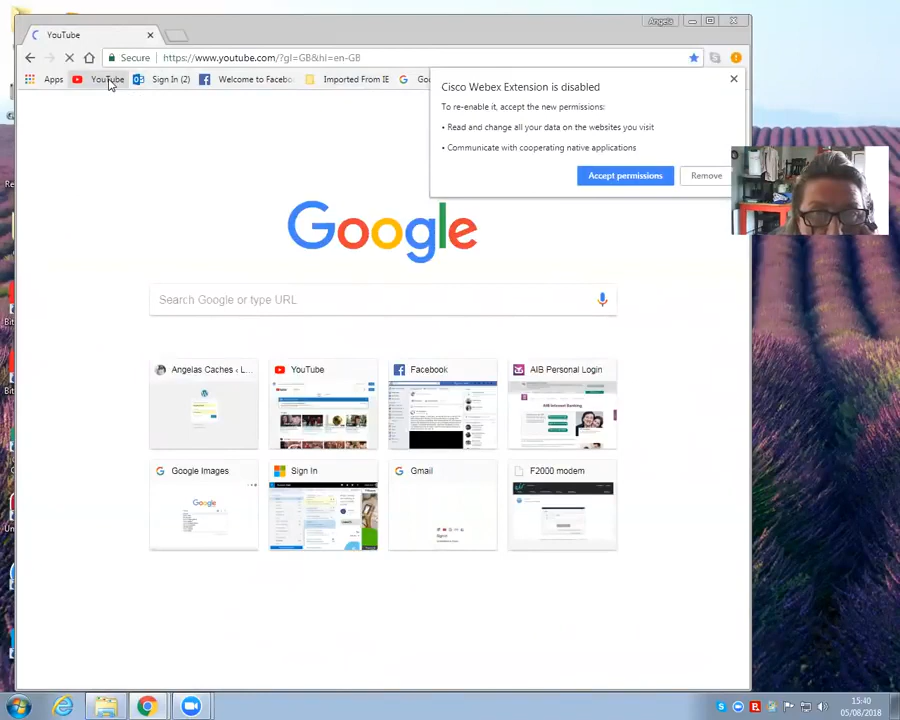 Angela
YouTube
Secure https://www.youtube.com/?gl=GB&hl=en-GB
Apps YouTube Sign In (2) Welcome to Faceboo Imported From IE Go
Cisco Webex Extension is disabled
To re-enable it, accept the new permissions:
• Read and change all your data on the websites you visit
• Communicate with cooperating native applications
Accept permissions Remove
Google
Search Google or type URL
Angelas Caches ‹ L... YouTube Facebook AIB Personal Login
Google Images Sign In Gmail F2000 modem
Google
15:40
05/08/2018